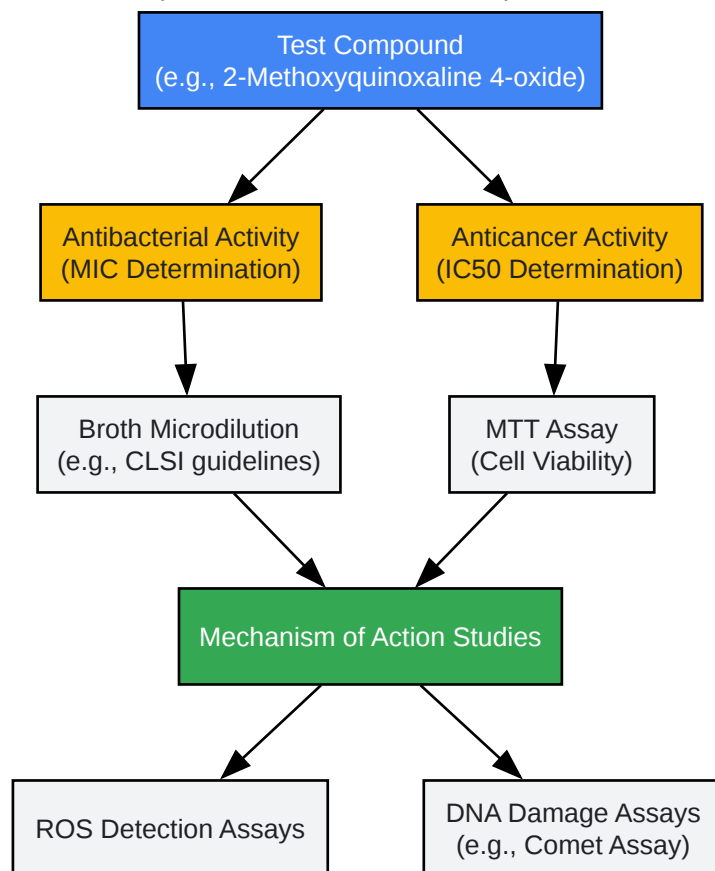 Test Compound
(e.g., 2-Methoxyquinoxaline 4-oxide)
Antibacterial Activity
(MIC Determination)
Anticancer Activity
(IC50 Determination)
Broth Microdilution
(e.g., CLSI guidelines)
MTT Assay
(Cell Viability)
Mechanism of Action Studies
ROS Detection Assays
DNA Damage Assays
(e.g., Comet Assay)